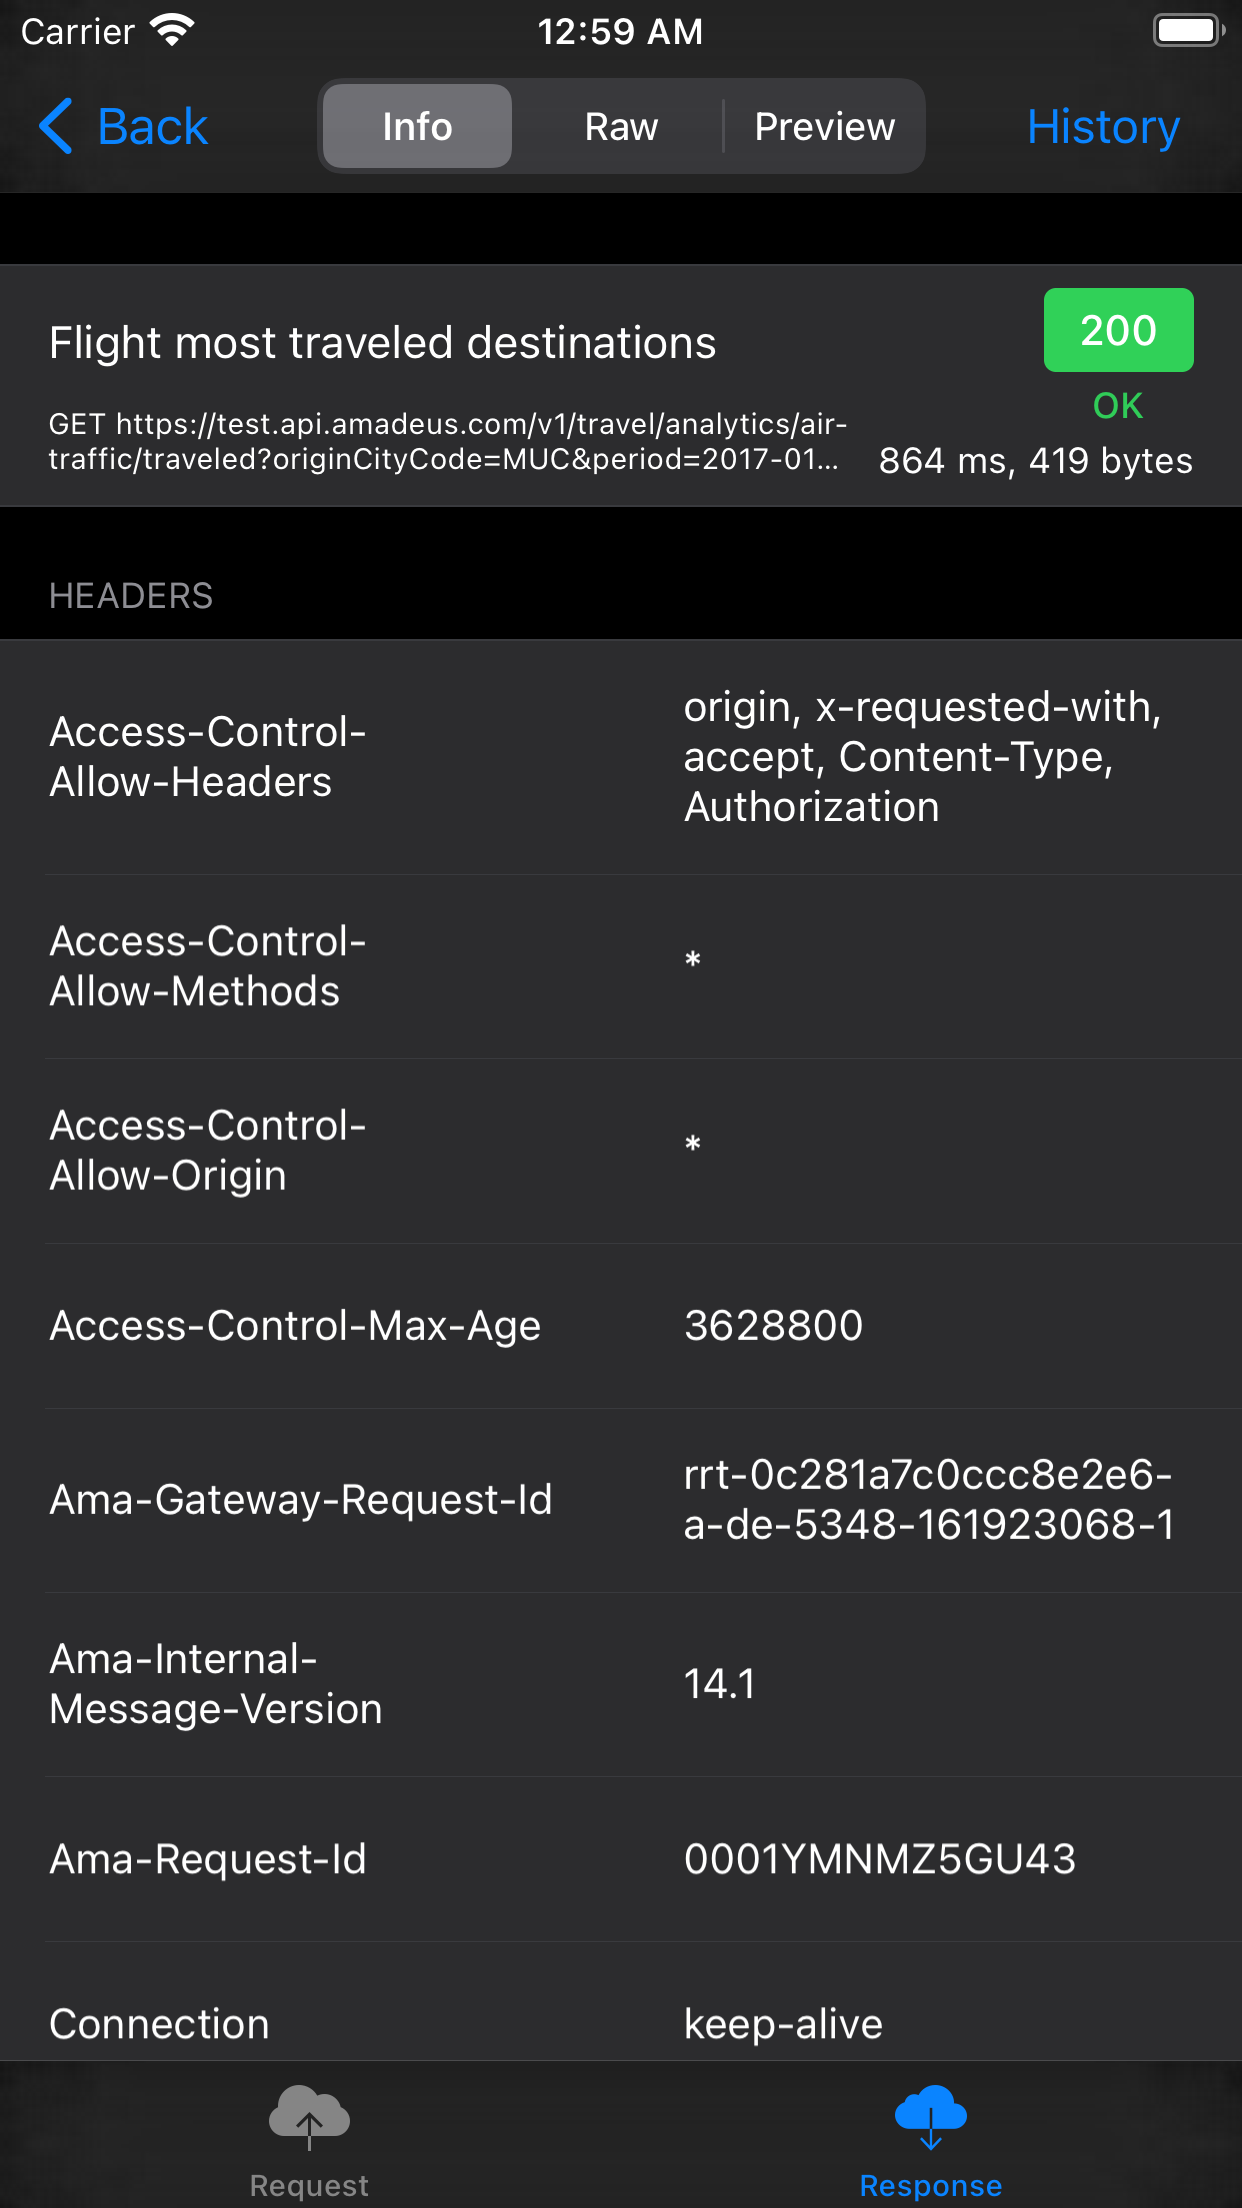 Carrier
12:59 AM
Back
Info
Raw
Preview
History
Flight most traveled destinations
200
OK
GET https://test.api.amadeus.com/v1/travel/analytics/air-
traffic/traveled?originCityCode=MUC&period=2017-01...
864 ms, 419 bytes
HEADERS
Access-Control-
Allow-Headers
origin, x-requested-with,
accept, Content-Type,
Authorization
Access-Control-
Allow-Methods
*
Access-Control-
Allow-Origin
*
Access-Control-Max-Age
3628800
Ama-Gateway-Request-Id
rrt-0c281a7c0ccc8e2e6-
a-de-5348-161923068-1
Ama-Internal-
Message-Version
14.1
Ama-Request-Id
0001YMNMZ5GU43
Connection
keep-alive
Request
Response